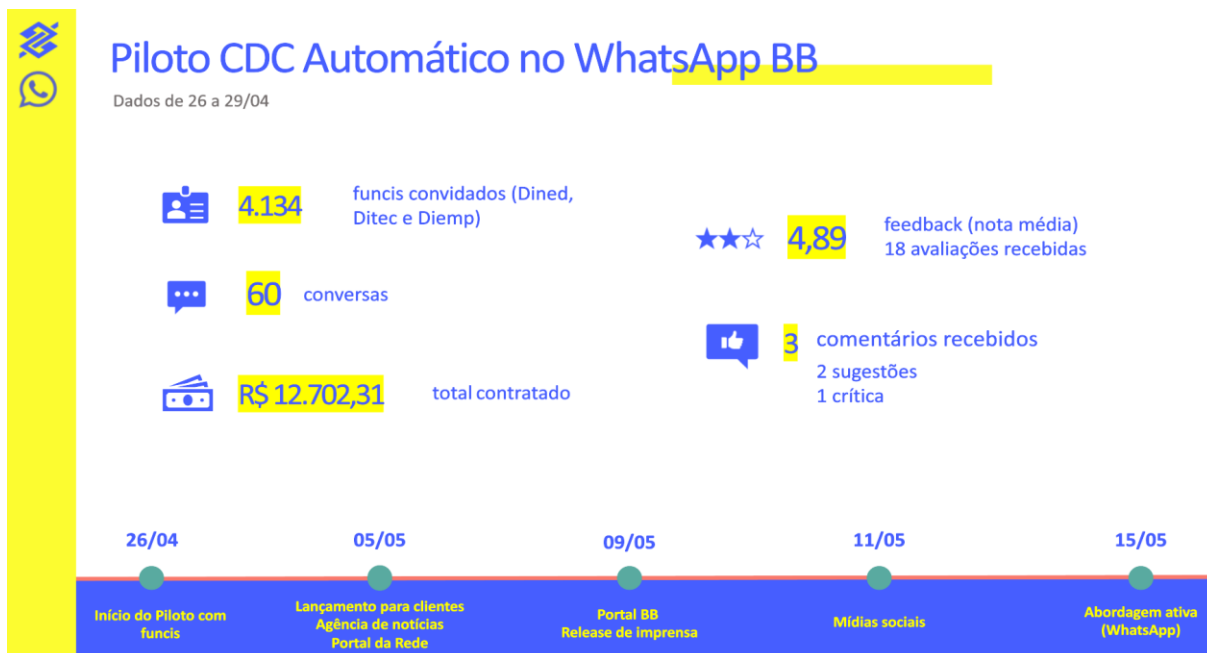 Piloto CDC Automático no WhatsApp BB
Dados de 26 a 29/04
4.134
funcis convidados (Dined,
Ditec e Diemp)
60
conversas
R$ 12.702,31
total contratado
4,89
feedback (nota média)
18 avaliações recebidas
3
comentários recebidos
2 sugestões
1 crítica
26/04
Início do Piloto com
funcis
05/05
Lançamento para clientes
Agência de notícias
Portal da Rede
09/05
Portal BB
Release de imprensa
11/05
Mídias sociais
15/05
Abordagem ativa
(WhatsApp)